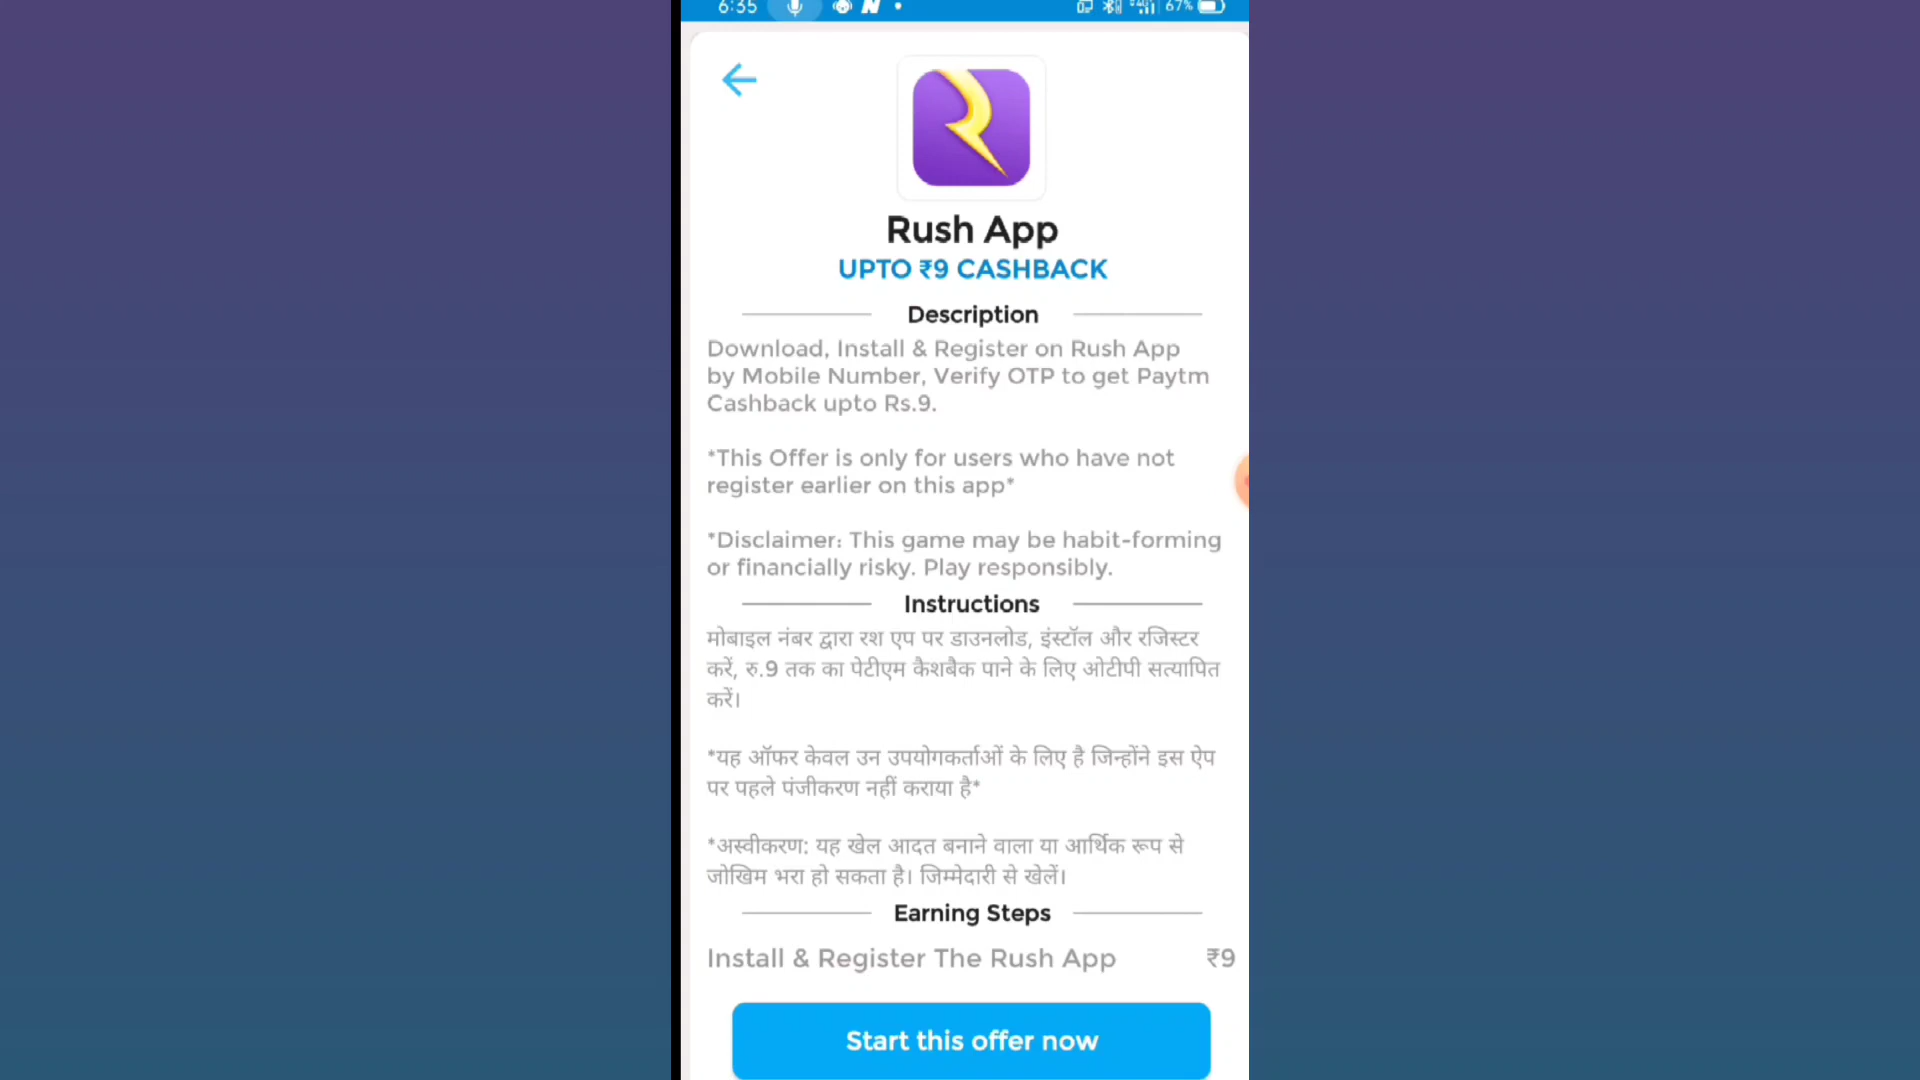 6:35 67%
Rush App
UPTO ₹9 CASHBACK
Description
Download, Install & Register on Rush App
by Mobile Number, Verify OTP to get Paytm
Cashback upto Rs.9.
*This Offer is only for users who have not
register earlier on this app*
*Disclaimer: This game may be habit-forming
or financially risky. Play responsibly.
Instructions
मोबाइल नंबर द्वारा रश एप पर डाउनलोड, इंस्टॉल और रजिस्टर
करें, रु.9 तक का पेटीएम कैशबैक पाने के लिए ओटीपी सत्यापित
करें।
*यह ऑफर केवल उन उपयोगकर्ताओं के लिए है जिन्होंने इस ऐप
पर पहले पंजीकरण नहीं कराया है*
*अस्वीकरण: यह खेल आदत बनाने वाला या आर्थिक रूप से
जोखिम भरा हो सकता है। जिम्मेदारी से खेलें।
Earning Steps
Install & Register The Rush App ₹9
Start this offer now